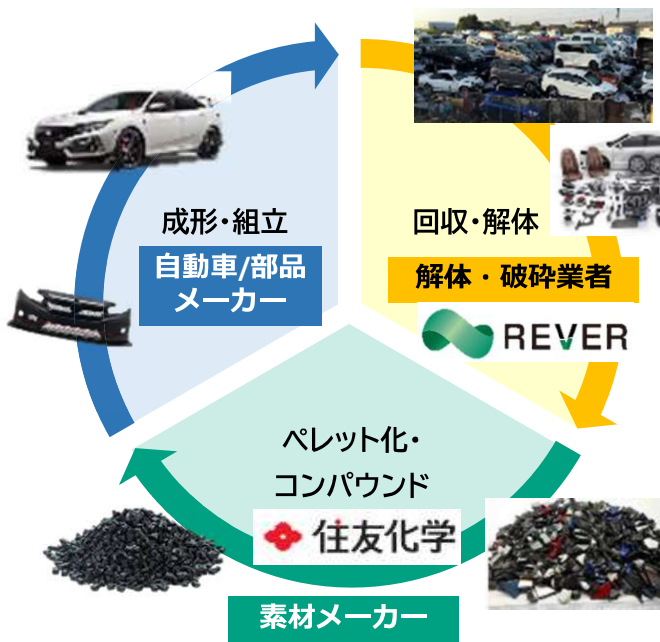 成形・組立
自動車/部品
メーカー
回収・解体
解体・破砕業者
REVER
ペレット化・
コンパウンド
住友化学
素材メーカー